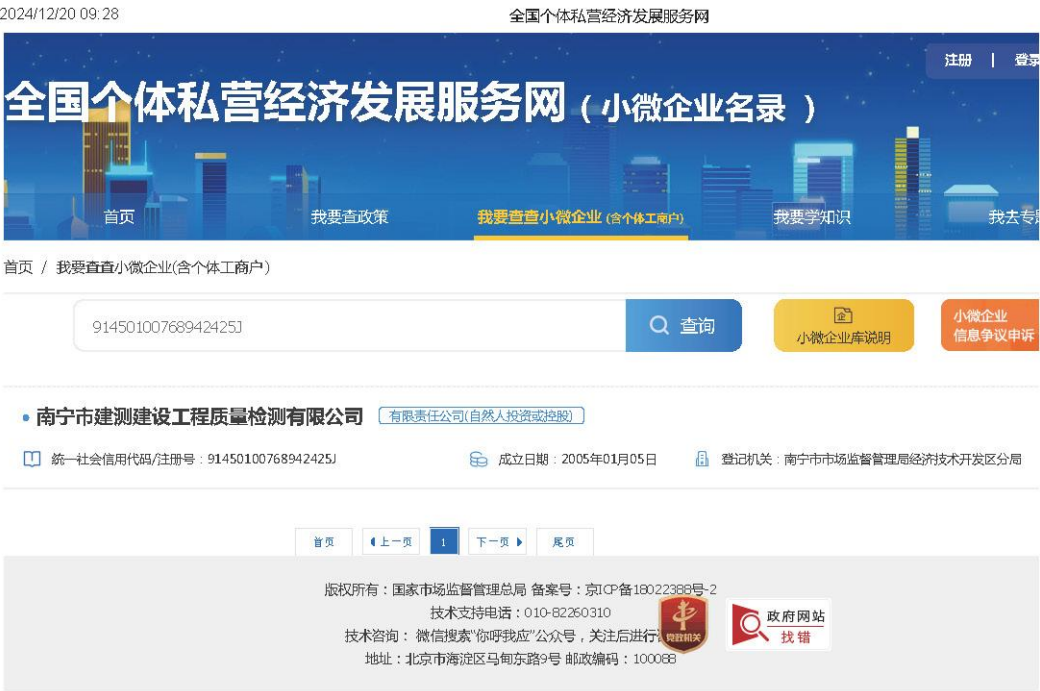 2024/12/20 09:28 全国个体私营经济发展服务网
注册 | 登录
全国个体私营经济发展服务网（小微企业名录 ）
首页 我要查政策 我要查查小微企业 (含个体工商户) 我要学知识 我去专
首页 / 我要查查小微企业(含个体工商户)
91450100768942425J 查询 小微企业库说明 小微企业
信息争议申诉
南宁市建测建设工程质量检测有限公司 有限责任公司(自然人投资或控股)
统一社会信用代码/注册号：91450100768942425J 成立日期：2005年01月05日 登记机关：南宁市市场监督管理局经济技术开发区分局
首页 上一页 1 下一页 尾页
版权所有：国家市场监督管理总局 备案号：京ICP备18022388号-2
技术支持电话：010-82260310
技术咨询： 微信搜索"你呼我应"公众号，关注后进行
地址：北京市海淀区马甸东路9号 邮政编码：100088
党政机关
政府网站
找错